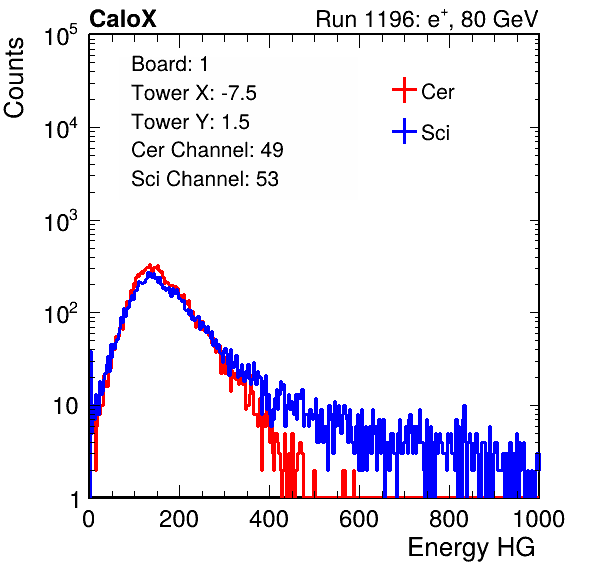 CaloX Run 1196: e⁺, 80 GeV
Counts
10⁵
10⁴
10³
10²
10
1
Board: 1
Tower X: -7.5
Tower Y: 1.5
Cer Channel: 49
Sci Channel: 53
Cer
Sci
0 200 400 600 800 1000
Energy HG